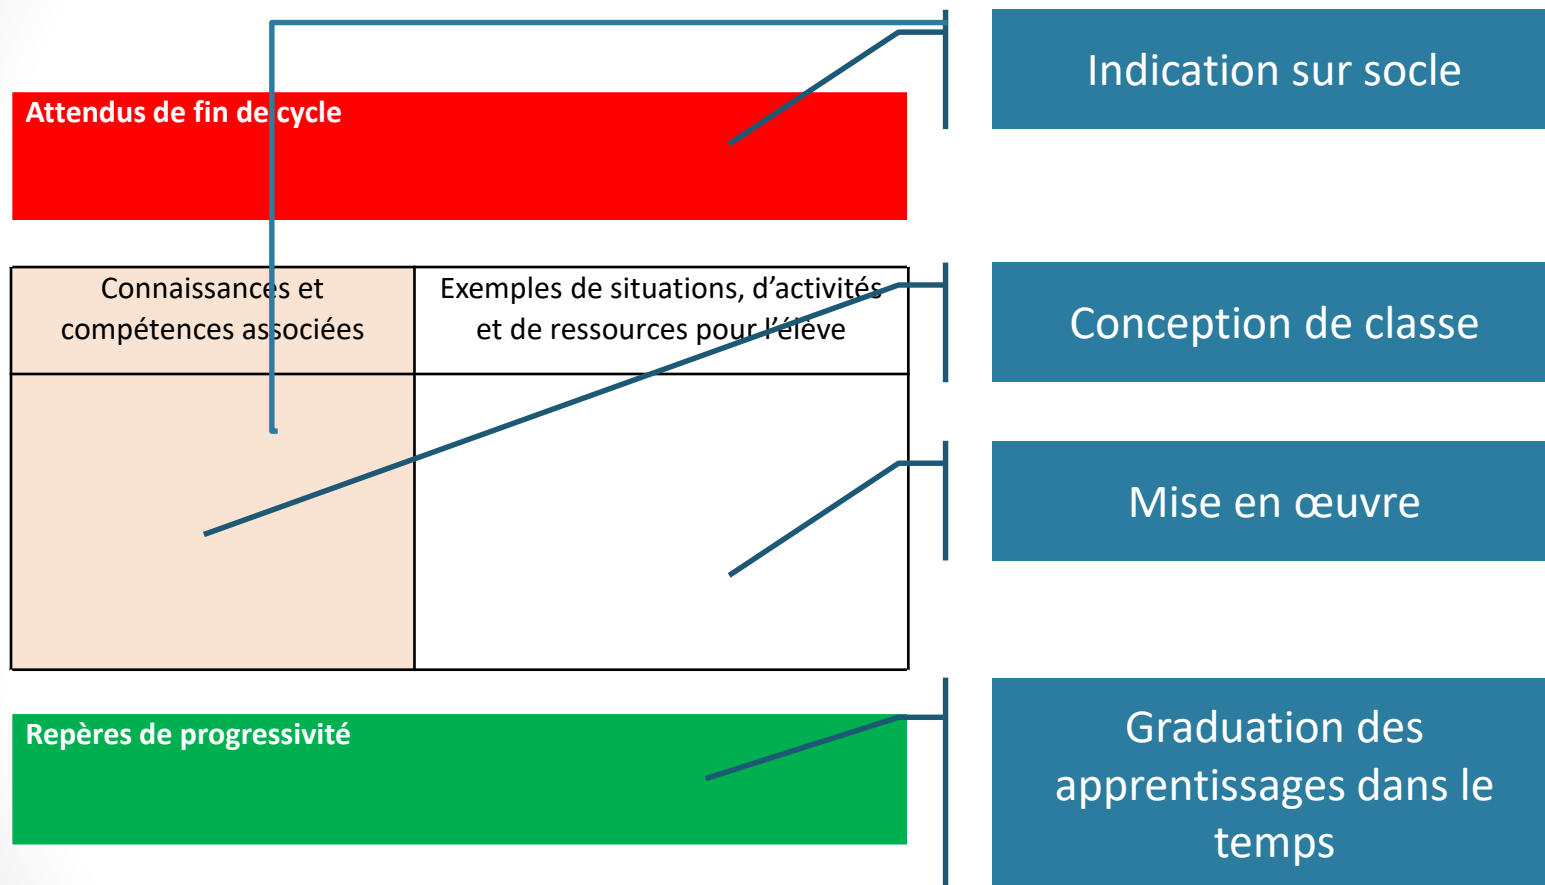 Indication sur socle
Attendus de fin de cycle
Connaissances et
compétences associées
Exemples de situations, d’activités
et de ressources pour l’élève
Conception de classe
Mise en œuvre
Repères de progressivité
Graduation des
apprentissages dans le
temps